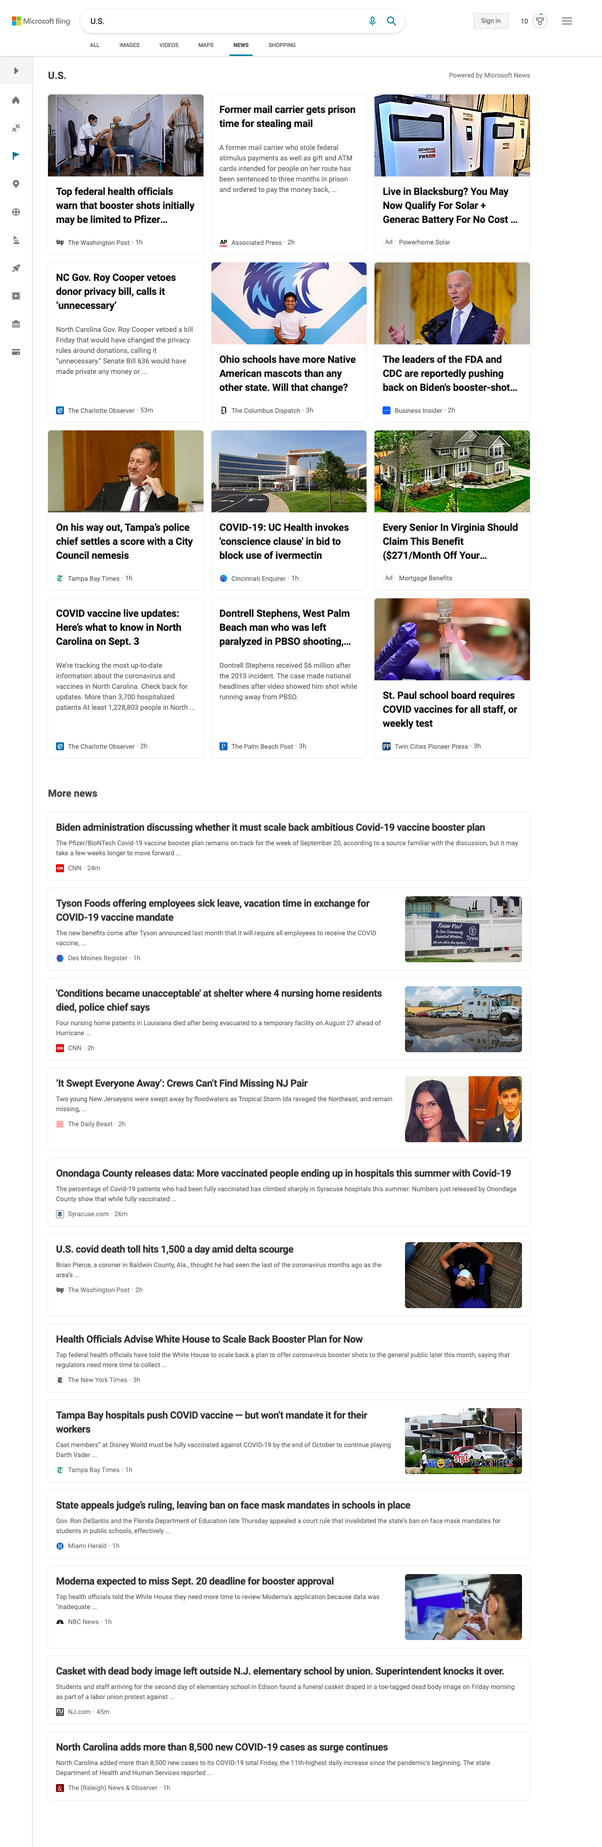 Microsoft Bing
U.S.
Sign in
10
ALL
IMAGES
VIDEOS
MAPS
NEWS
SHOPPING
U.S.
Powered by Microsoft News
Top federal health officials
warn that booster shots initially
may be limited to Pfizer...
The Washington Post · 1h
Former mail carrier gets prison
time for stealing mail
A former mail carrier who stole federal
stimulus payments as well as gift and ATM
cards intended for people on her route has
been sentenced to three months in prison
and ordered to pay the money back, ...
AP
Associated Press · 2h
GENERAC
PWR
Live in Blacksburg? You May
Now Qualify For Solar +
Generac Battery For No Cost ...
Ad
Powerhome Solar
NC Gov. Roy Cooper vetoes
donor privacy bill, calls it
‘unnecessary’
North Carolina Gov. Roy Cooper vetoed a bill
Friday that would have changed the privacy
rules around donations, calling it
“unnecessary.” Senate Bill 636 would have
made private any money or ...
The Charlotte Observer · 53m
Ohio schools have more Native
American mascots than any
other state. Will that change?
The Columbus Dispatch · 3h
The leaders of the FDA and
CDC are reportedly pushing
back on Biden's booster-shot...
Business Insider · 2h
On his way out, Tampa’s police
chief settles a score with a City
Council nemesis
Tampa Bay Times · 1h
COVID-19: UC Health invokes
'conscience clause' in bid to
block use of ivermectin
Cincinnati Enquirer · 1h
Every Senior In Virginia Should
Claim This Benefit
($271/Month Off Your...
Ad
Mortgage Benefits
COVID vaccine live updates:
Here’s what to know in North
Carolina on Sept. 3
We’re tracking the most up-to-date
information about the coronavirus and
vaccines in North Carolina. Check back for
updates. More than 3,700 hospitalized
patients At least 1,228,803 people in North ...
The Charlotte Observer · 2h
Dontrell Stephens, West Palm
Beach man who was left
paralyzed in PBSO shooting,...
Dontrell Stephens received $6 million after
the 2013 incident. The case made national
headlines after video showed him shot while
running away from PBSO.
The Palm Beach Post · 3h
St. Paul school board requires
COVID vaccines for all staff, or
weekly test
PP
Twin Cities Pioneer Press · 3h
More news
Biden administration discussing whether it must scale back ambitious Covid-19 vaccine booster plan
The Pfizer/BioNTech Covid-19 vaccine booster plan remains on track for the week of September 20, according to a source familiar with the discussion, but it may
take a few weeks longer to move forward ...
CNN · 24m
Tyson Foods offering employees sick leave, vacation time in exchange for
COVID-19 vaccine mandate
The new benefits come after Tyson announced last month that it will require all employees to receive the COVID
vaccine, ...
Des Moines Register · 1h
Thank You!
Tyson
'Conditions became unacceptable' at shelter where 4 nursing home residents
died, police chief says
Four nursing home patients in Louisiana died after being evacuated to a temporary facility on August 27 ahead of
Hurricane ...
CNN · 2h
‘It Swept Everyone Away’: Crews Can’t Find Missing NJ Pair
Two young New Jerseyans were swept away by floodwaters as Tropical Storm Ida ravaged the Northeast, and remain
missing, ...
The Daily Beast · 2h
Onondaga County releases data: More vaccinated people ending up in hospitals this summer with Covid-19
The percentage of Covid-19 patients who had been fully vaccinated has climbed sharply in Syracuse hospitals this summer. Numbers just released by Onondaga
County show that while fully vaccinated ...
Syracuse.com · 26m
U.S. covid death toll hits 1,500 a day amid delta scourge
Brian Pierce, a coroner in Baldwin County, Ala., thought he had seen the last of the coronavirus months ago as the
area's ...
The Washington Post · 2h
Health Officials Advise White House to Scale Back Booster Plan for Now
Top federal health officials have told the White House to scale back a plan to offer coronavirus booster shots to the general public later this month, saying that
regulators need more time to collect ...
The New York Times · 3h
Tampa Bay hospitals push COVID vaccine — but won’t mandate it for their
workers
Cast members” at Disney World must be fully vaccinated against COVID-19 by the end of October to continue playing
Darth Vader ...
Tampa Bay Times · 1h
State appeals judge’s ruling, leaving ban on face mask mandates in schools in place
Gov. Ron DeSantis and the Florida Department of Education late Thursday appealed a court rule that invalidated the state’s ban on face mask mandates for
students in public schools, effectively ...
Miami Herald · 1h
Moderna expected to miss Sept. 20 deadline for booster approval
Top health officials told the White House they need more time to review Moderna's application because data was
"inadequate ...
NBC News · 1h
Casket with dead body image left outside N.J. elementary school by union. Superintendent knocks it over.
Students and staff arriving for the second day of elementary school in Edison found a funeral casket draped in a toe-tagged dead body image on Friday morning
as part of a labor union protest against ...
NJ.com · 45m
North Carolina adds more than 8,500 new COVID-19 cases as surge continues
North Carolina added more than 8,500 new cases to its COVID-19 total Friday, the 11th-highest daily increase since the pandemic's beginning. The state
Department of Health and Human Services reported ...
The (Raleigh) News & Observer · 1h